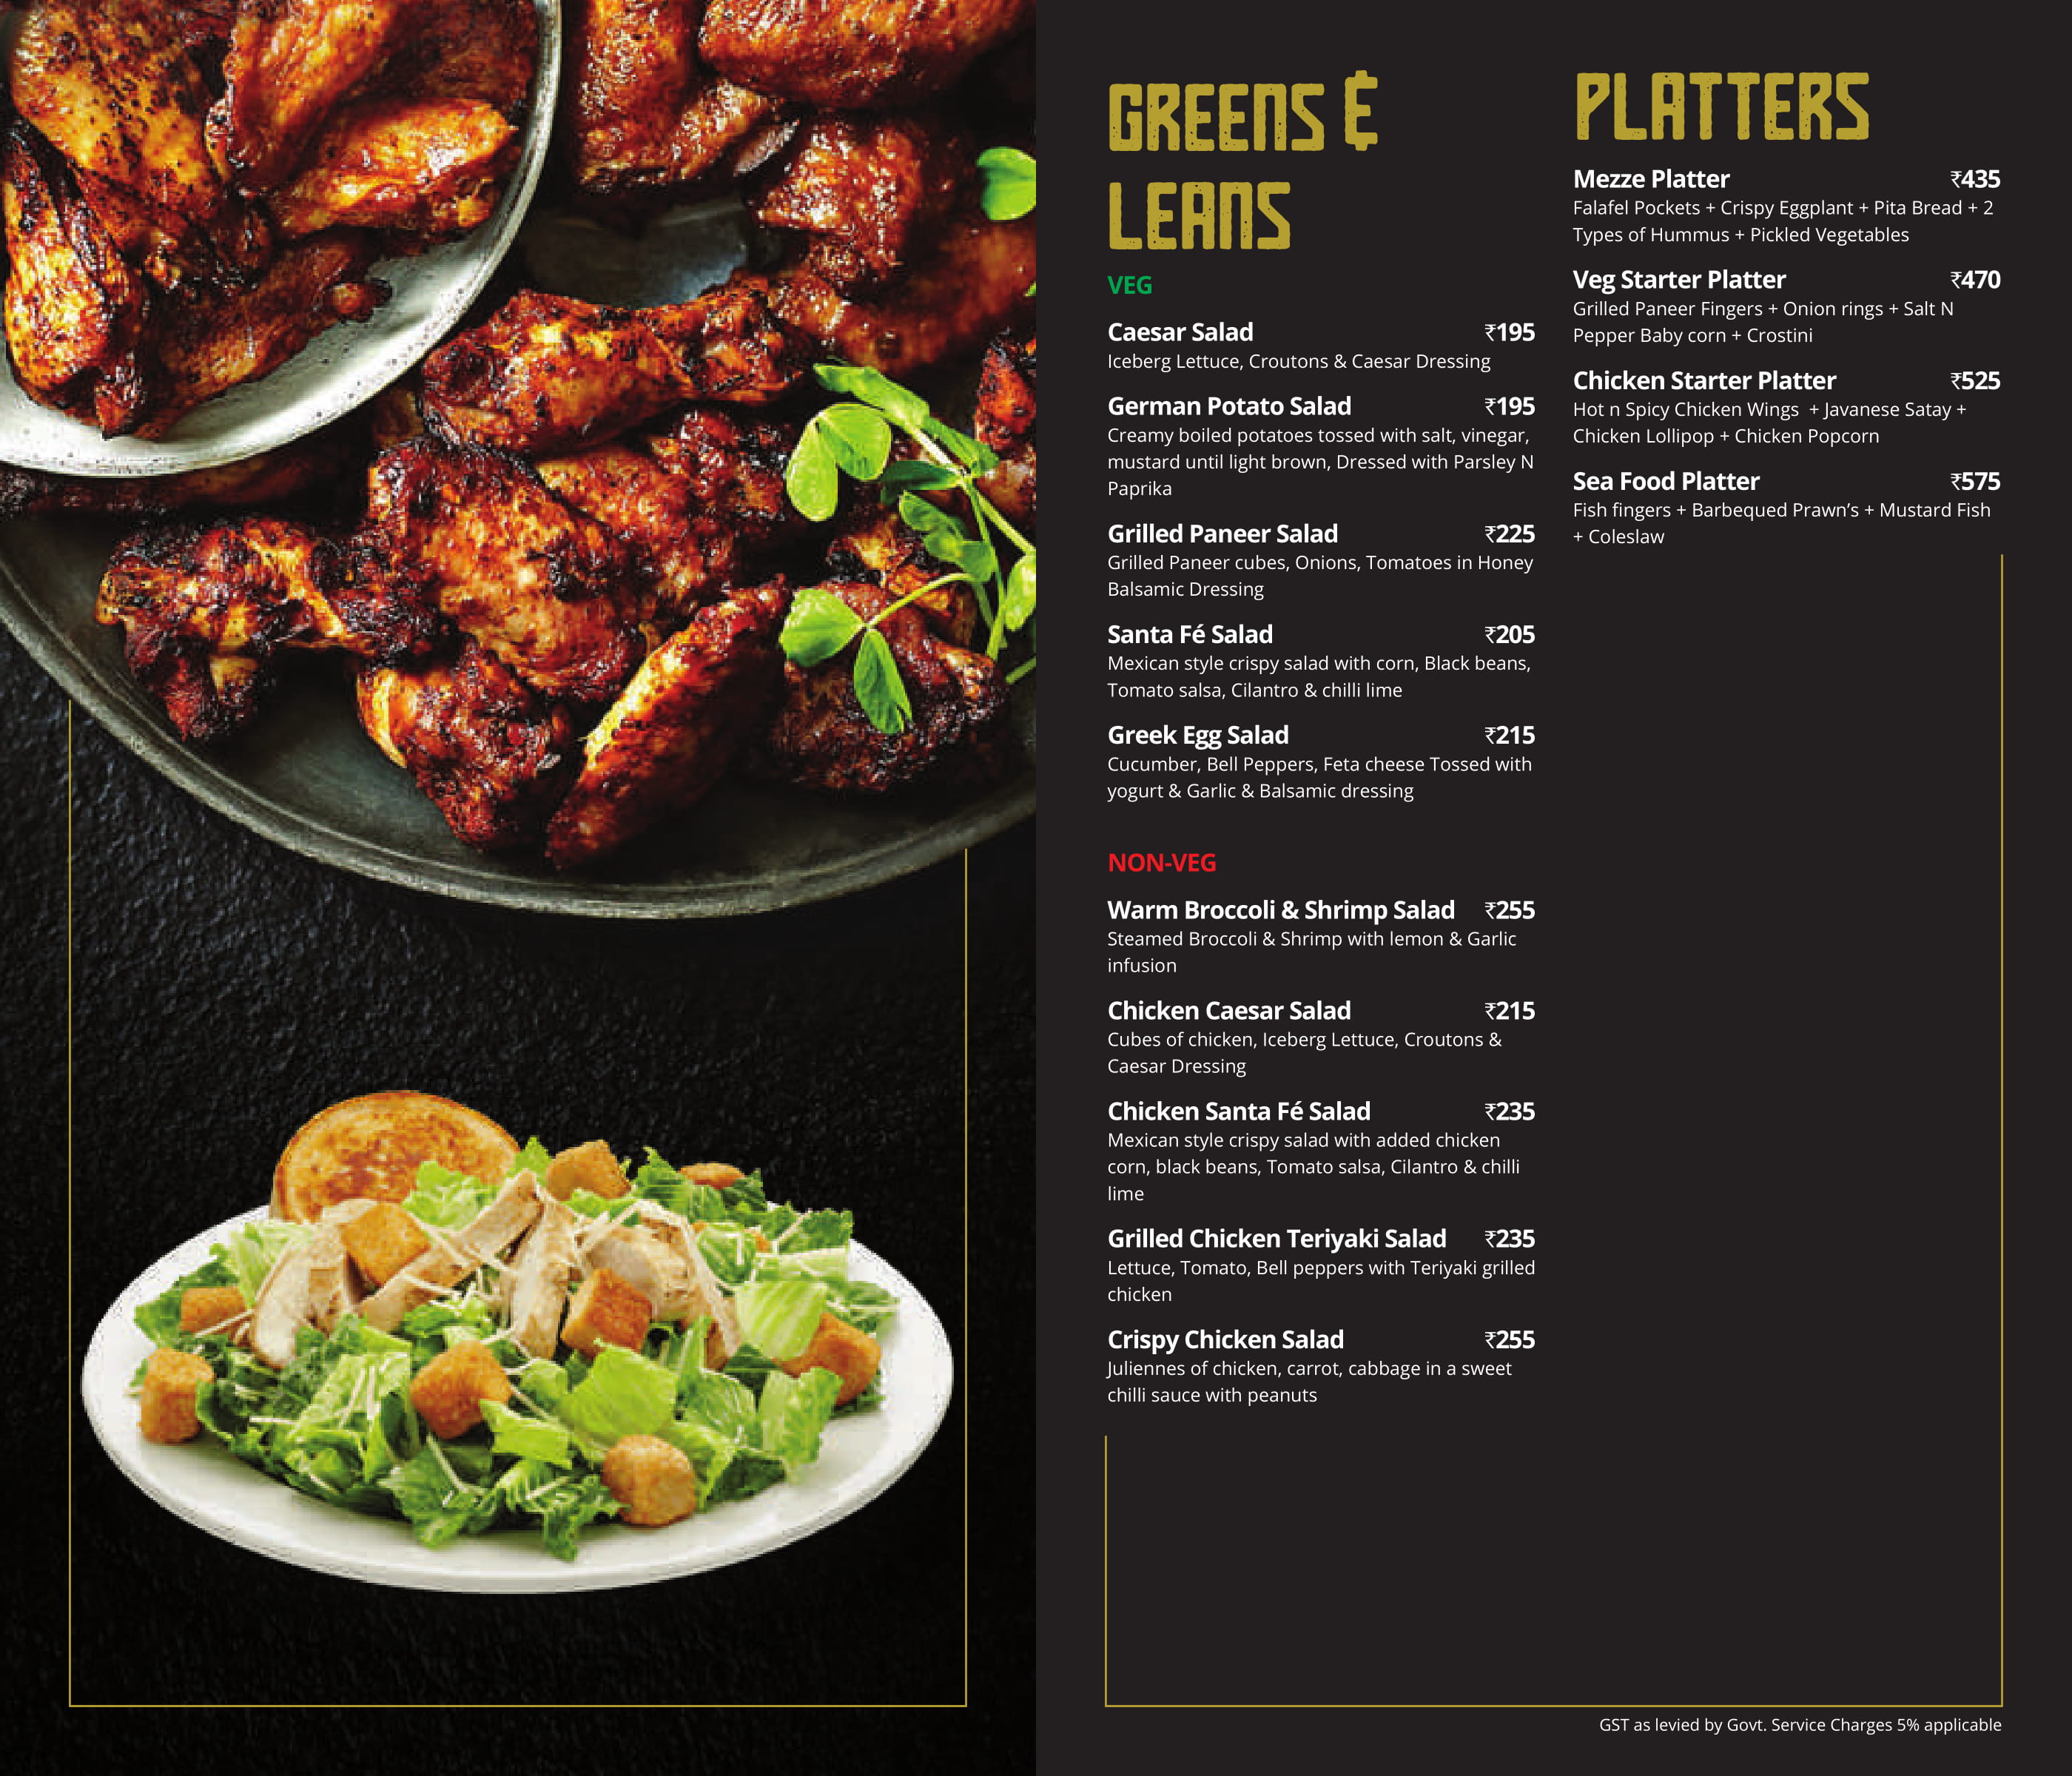 GREENS &
LEANS
VEG
Caesar Salad ₹195
Iceberg Lettuce, Croutons & Caesar Dressing
German Potato Salad ₹195
Creamy boiled potatoes tossed with salt, vinegar,
mustard until light brown, Dressed with Parsley N
Paprika
Grilled Paneer Salad ₹225
Grilled Paneer cubes, Onions, Tomatoes in Honey
Balsamic Dressing
Santa Fé Salad ₹205
Mexican style crispy salad with corn, Black beans,
Tomato salsa, Cilantro & chilli lime
Greek Egg Salad ₹215
Cucumber, Bell Peppers, Feta cheese Tossed with
yogurt & Garlic & Balsamic dressing
NON-VEG
Warm Broccoli & Shrimp Salad ₹255
Steamed Broccoli & Shrimp with lemon & Garlic
infusion
Chicken Caesar Salad ₹215
Cubes of chicken, Iceberg Lettuce, Croutons &
Caesar Dressing
Chicken Santa Fé Salad ₹235
Mexican style crispy salad with added chicken
corn, black beans, Tomato salsa, Cilantro & chilli
lime
Grilled Chicken Teriyaki Salad ₹235
Lettuce, Tomato, Bell peppers with Teriyaki grilled
chicken
Crispy Chicken Salad ₹255
Juliennes of chicken, carrot, cabbage in a sweet
chilli sauce with peanuts
PLATTERS
Mezze Platter ₹435
Falafel Pockets + Crispy Eggplant + Pita Bread + 2
Types of Hummus + Pickled Vegetables
Veg Starter Platter ₹470
Grilled Paneer Fingers + Onion rings + Salt N
Pepper Baby corn + Crostini
Chicken Starter Platter ₹525
Hot n Spicy Chicken Wings + Javanese Satay +
Chicken Lollipop + Chicken Popcorn
Sea Food Platter ₹575
Fish fingers + Barbequed Prawn’s + Mustard Fish
+ Coleslaw
GST as levied by Govt. Service Charges 5% applicable